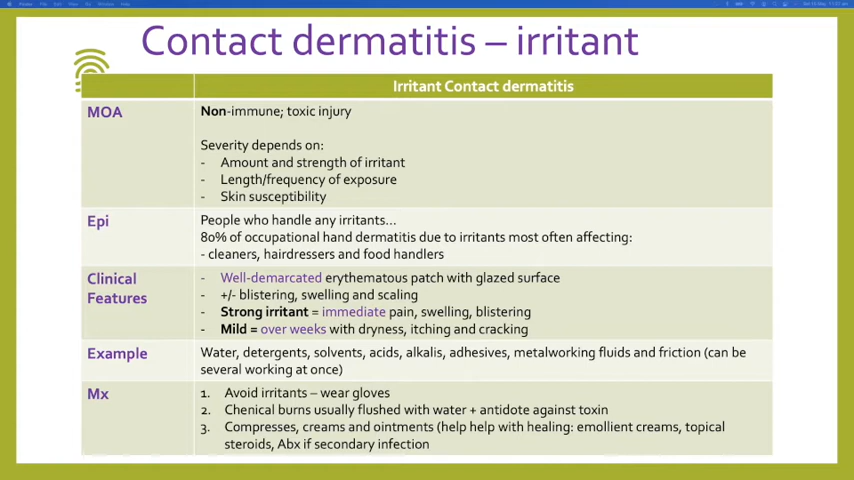 Contact dermatitis – irritant
Irritant Contact dermatitis
MOA
Non-immune; toxic injury
Severity depends on:
- Amount and strength of irritant
- Length/frequency of exposure
- Skin susceptibility
Epi
People who handle any irritants…
80% of occupational hand dermatitis due to irritants most often affecting:
- cleaners, hairdressers and food handlers
Clinical
Features
- Well-demarcated erythematous patch with glazed surface
- +/- blistering, swelling and scaling
- Strong irritant = immediate pain, swelling, blistering
- Mild = over weeks with dryness, itching and cracking
Example
Water, detergents, solvents, acids, alkalis, adhesives, metalworking fluids and friction (can be
several working at once)
Mx
1. Avoid irritants – wear gloves
2. Chenical burns usually flushed with water + antidote against toxin
3. Compresses, creams and ointments (help help with healing: emollient creams, topical
steroids, Abx if secondary infection